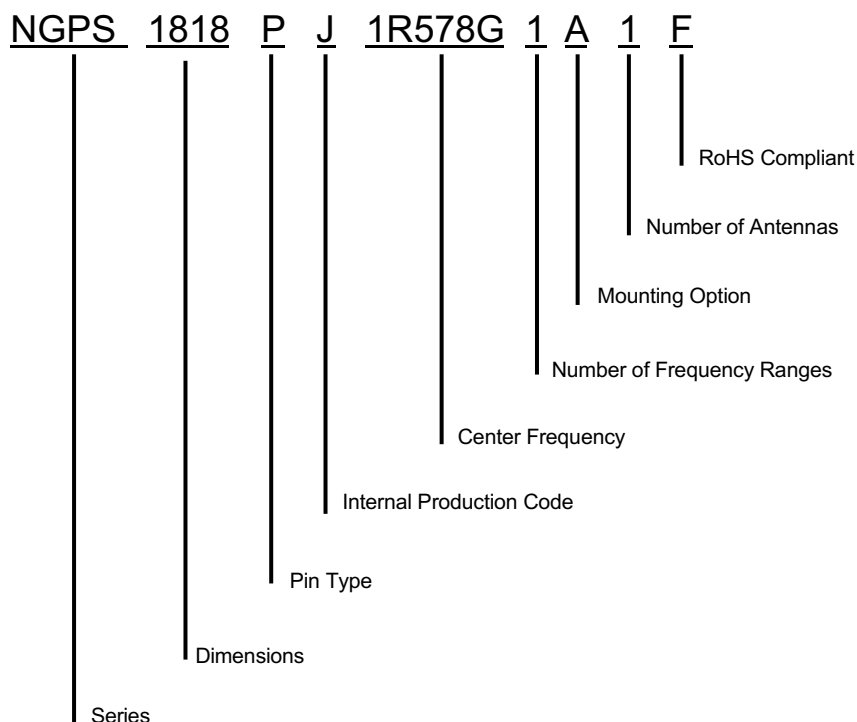 NGPS 1818 P J 1R578G 1 A 1 F
RoHS Compliant
Number of Antennas
Mounting Option
Number of Frequency Ranges
Center Frequency
Internal Production Code
Pin Type
Dimensions
Series